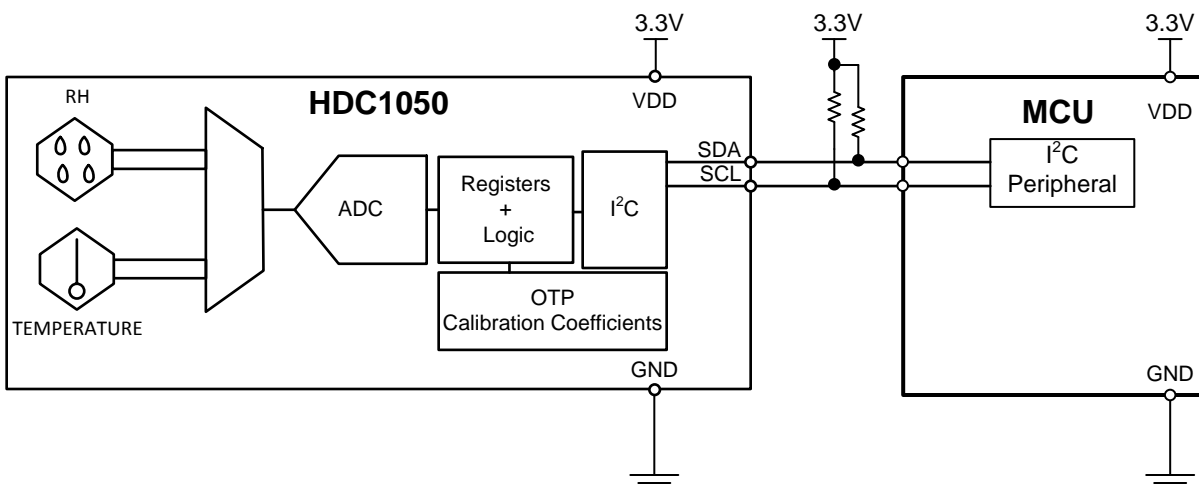 3.3V
3.3V
3.3V
RH
HDC1050
VDD
MCU
VDD
SDA
SCL
I²C
Peripheral
ADC
Registers
+
Logic
I²C
TEMPERATURE
OTP
Calibration Coefficients
GND
GND